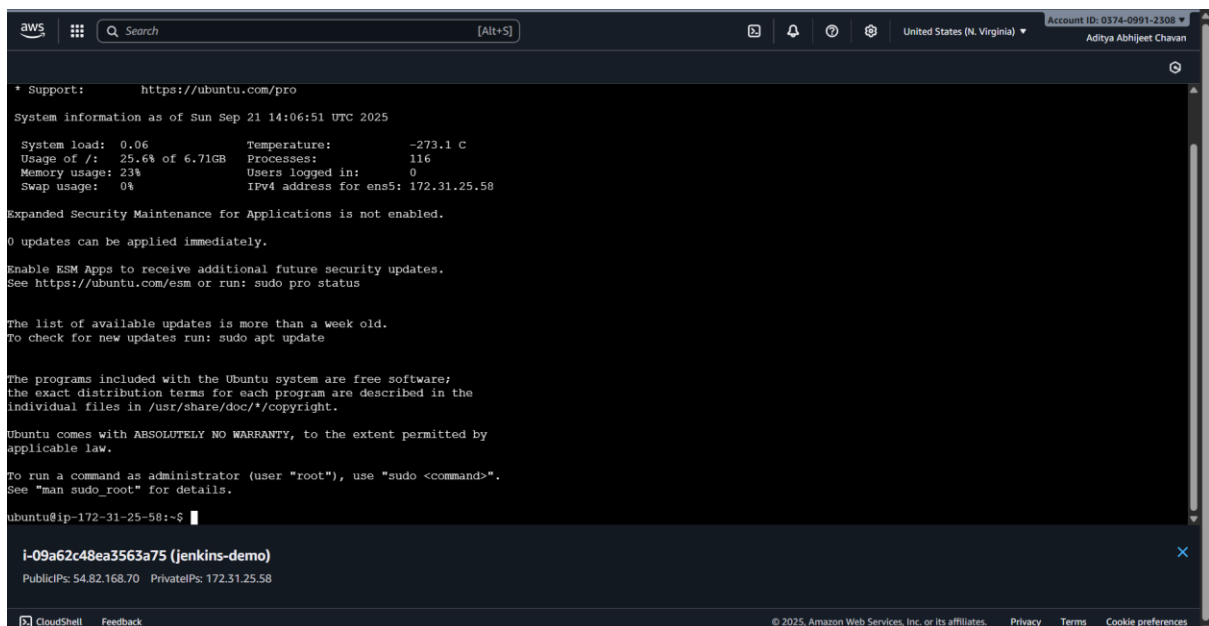 aws
Search
[Alt+S]
United States (N. Virginia)
Account ID: 0374-0991-2308
Aditya Abhijeet Chavan
* Support: https://ubuntu.com/pro
System information as of Sun Sep 21 14:06:51 UTC 2025
System load: 0.06 Temperature: -273.1 C
Usage of /: 25.6% of 6.71GB Processes: 116
Memory usage: 23% Users logged in: 0
Swap usage: 0% IPv4 address for ens5: 172.31.25.58
Expanded Security Maintenance for Applications is not enabled.
0 updates can be applied immediately.
Enable ESM Apps to receive additional future security updates.
See https://ubuntu.com/esm or run: sudo pro status
The list of available updates is more than a week old.
To check for new updates run: sudo apt update
The programs included with the Ubuntu system are free software;
the exact distribution terms for each program are described in the
individual files in /usr/share/doc/*/copyright.
Ubuntu comes with ABSOLUTELY NO WARRANTY, to the extent permitted by
applicable law.
To run a command as administrator (user "root"), use "sudo <command>".
See "man sudo_root" for details.
ubuntu@ip-172-31-25-58:~$
i-09a62c48ea3563a75 (jenkins-demo)
PublicIPs: 54.82.168.70 PrivateIPs: 172.31.25.58
CloudShell Feedback © 2025, Amazon Web Services, Inc. or its affiliates. Privacy Terms Cookie preferences